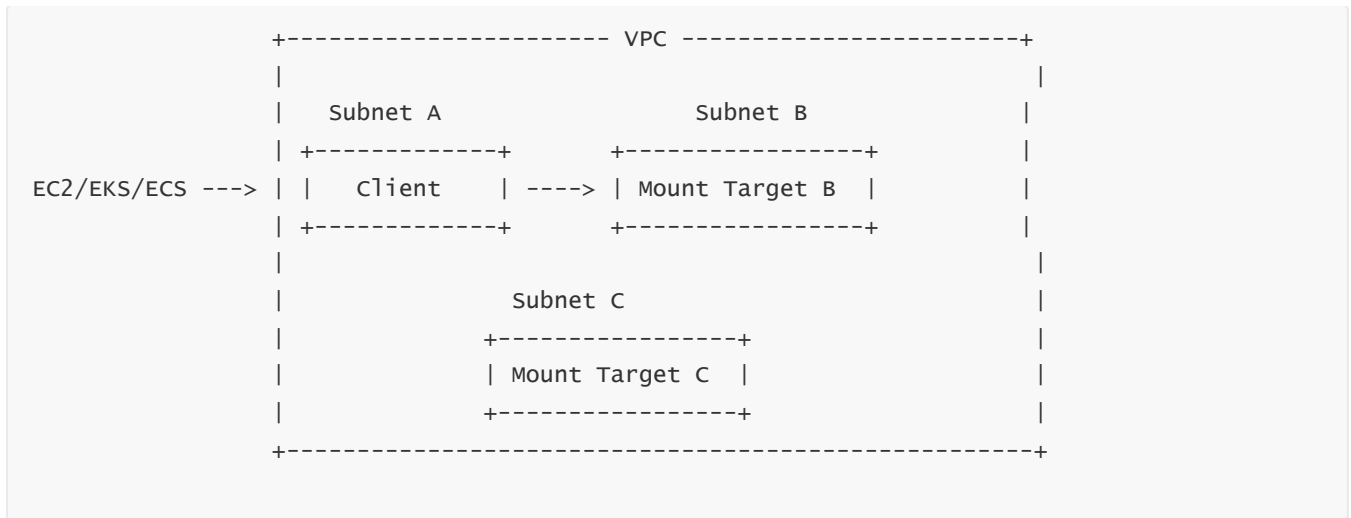 +----------------------- VPC ------------------------+
|                                                     |
|   Subnet A                  Subnet B               |
| +-------------+       +-----------------+          |
EC2/EKS/ECS ---> | |   Client    | ----> | Mount Target B  |          |
| +-------------+       +-----------------+          |
|                                                     |
|                Subnet C                             |
|              +-----------------+                    |
|              | Mount Target C  |                    |
|              +-----------------+                    |
+-----------------------------------------------------+